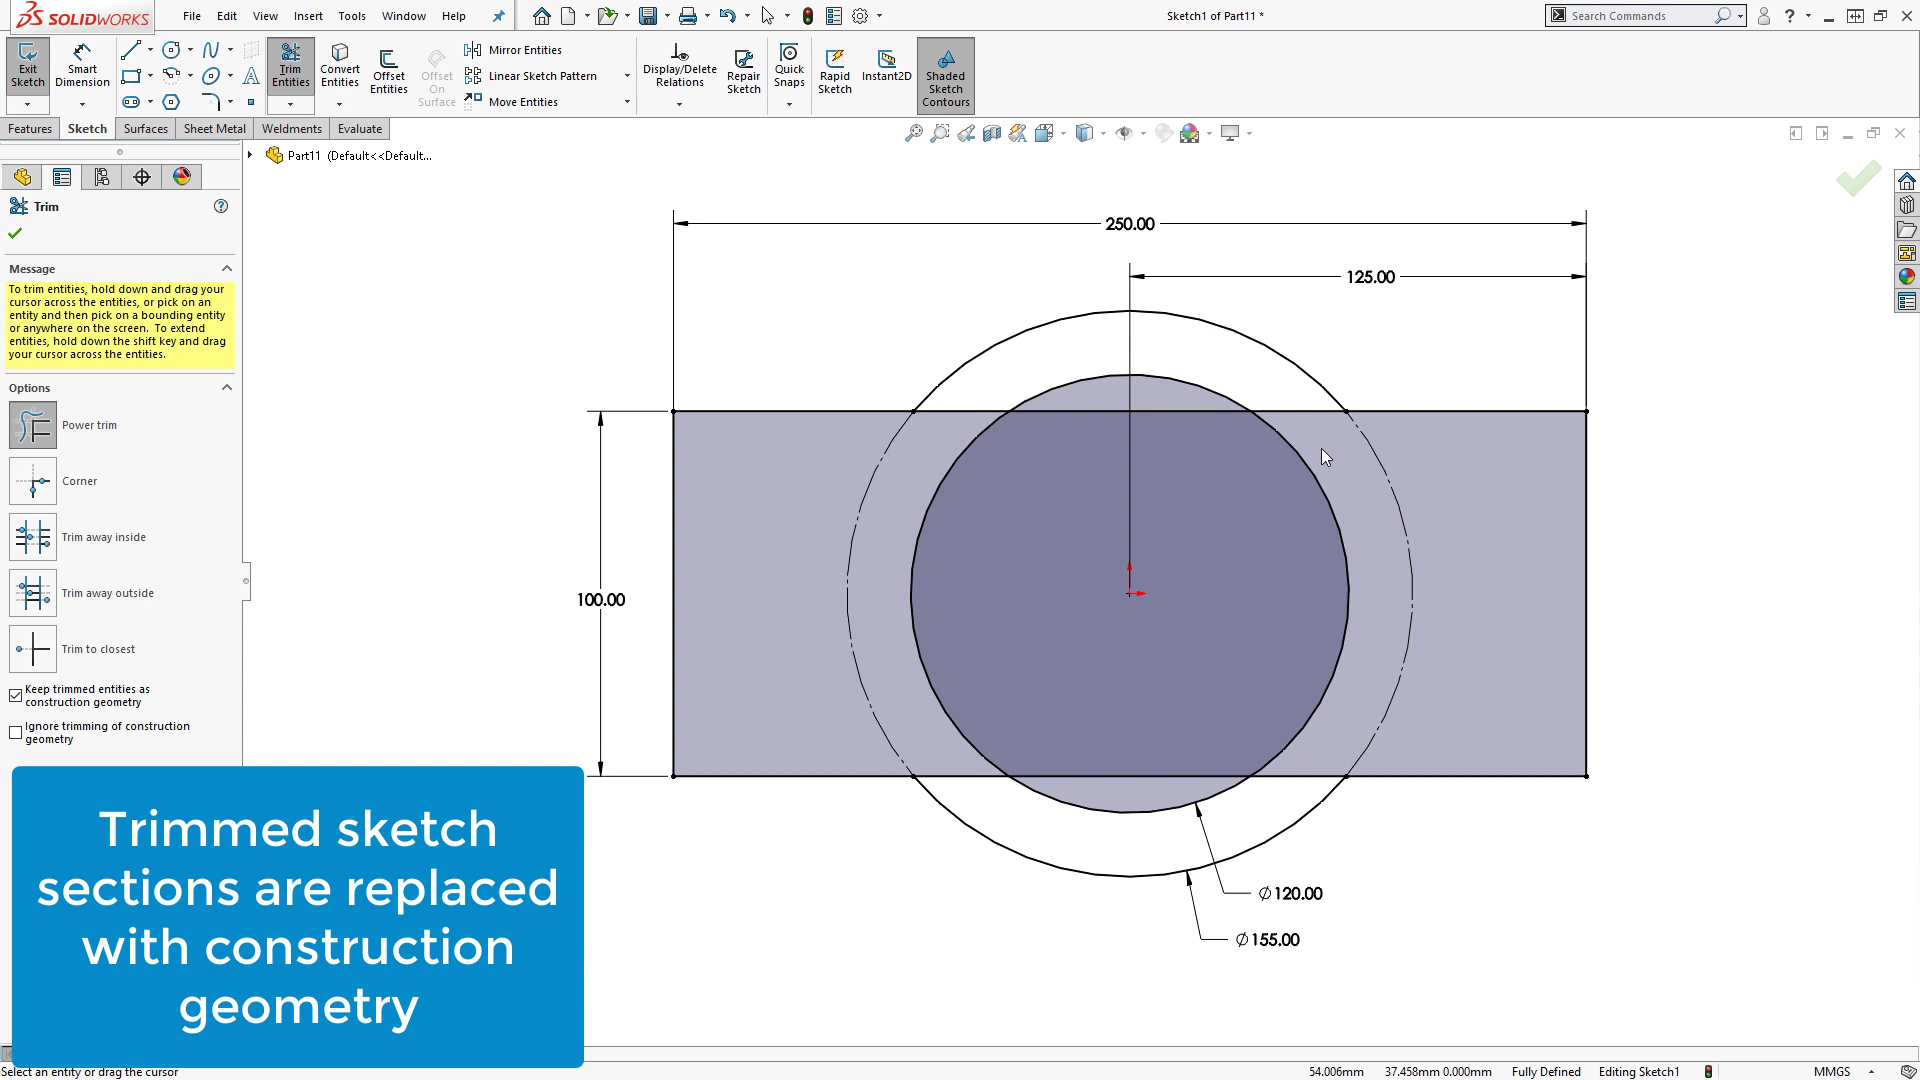 SOLIDWORKS
File Edit View Insert Tools Window Help
Sketch1 of Part11 *
Search Commands
Exit Sketch
Smart Dimension
Trim Entities
Convert Entities
Offset Entities
Offset On Surface
Mirror Entities
Linear Sketch Pattern
Move Entities
Display/Delete Relations
Repair Sketch
Quick Snaps
Rapid Sketch
Instant2D
Shaded Sketch Contours
Features Sketch Surfaces Sheet Metal Weldments Evaluate
Part11 (Default<<Default...
Trim
Message
To trim entities, hold down and drag your
cursor across the entities, or pick on an
entity and then pick on a bounding entity
or anywhere on the screen. To extend
entities, hold down the shift key and drag
your cursor across the entities.
Options
Power trim
Corner
Trim away inside
Trim away outside
Trim to closest
Keep trimmed entities as
construction geometry
Ignore trimming of construction
geometry
250.00
125.00
100.00
∅120.00
∅155.00
Trimmed sketch
sections are replaced
with construction
geometry
Select an entity or drag the cursor
54.006mm 37.458mm 0.000mm Fully Defined Editing Sketch1 MMGS